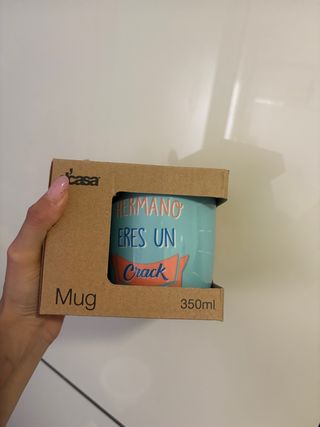 casa
HERMANO
ERES UN
Crack
Mug 350ml